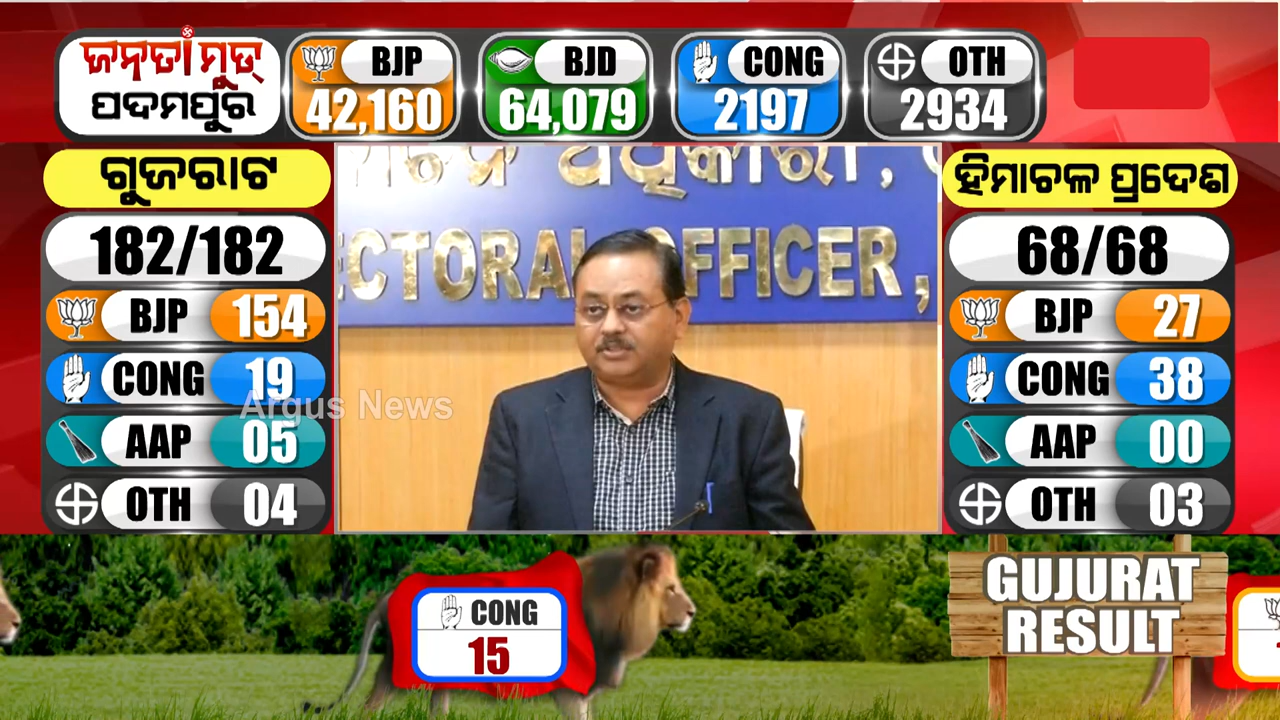 ଜନତା ମୁଡ୍
ପଦମପୁର
BJP
42,160
BJD
64,079
CONG
2197
OTH
2934
ଗୁଜରାଟ
182/182
BJP 154
CONG 19
AAP 05
OTH 04
ECTORAL OFFICER,
Argus News
ହିମାଚଳ ପ୍ରଦେଶ
68/68
BJP 27
CONG 38
AAP 00
OTH 03
CONG
15
GUJURAT
RESULT